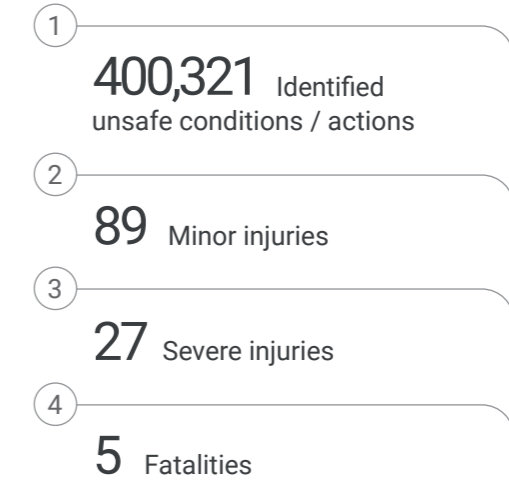 1
400,321 Identified
unsafe conditions / actions
2
89 Minor injuries
3
27 Severe injuries
4
5 Fatalities